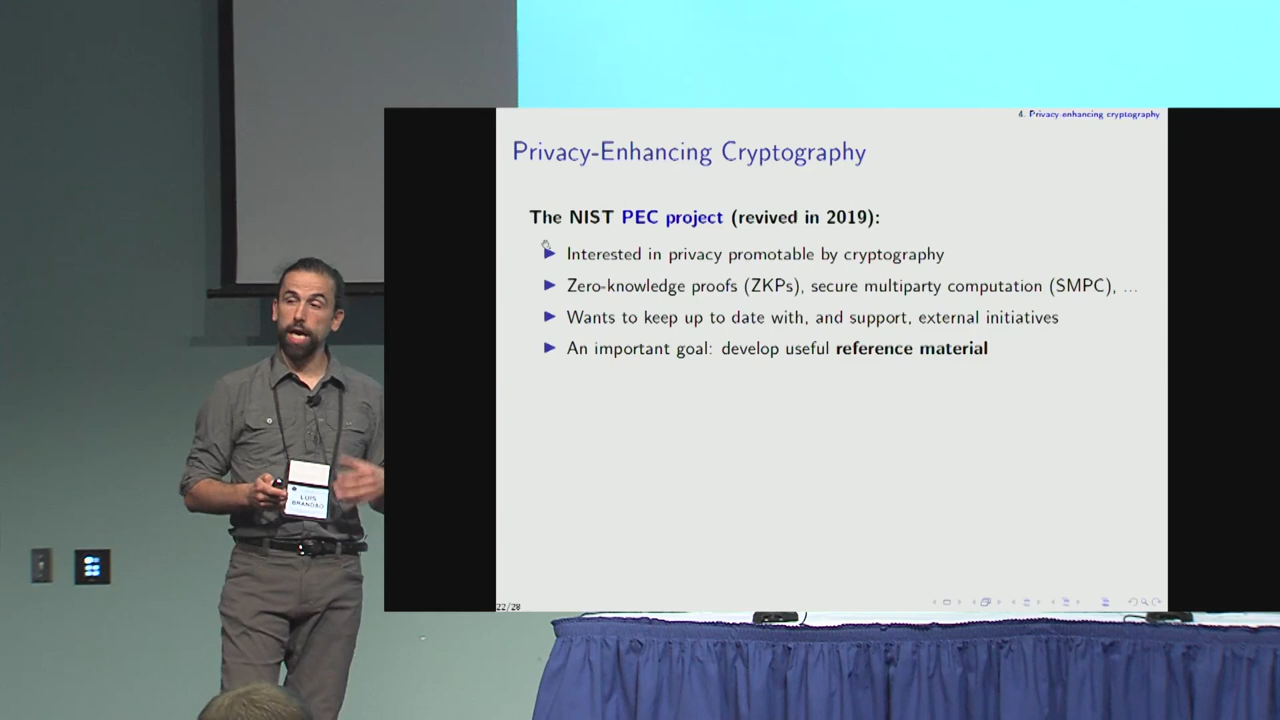 4. Privacy enhancing cryptography
Privacy-Enhancing Cryptography
The NIST PEC project (revived in 2019):
Interested in privacy promotable by cryptography
Zero-knowledge proofs (ZKPs), secure multiparty computation (SMPC), ...
Wants to keep up to date with, and support, external initiatives
An important goal: develop useful reference material
22/28
LUIS
BRANDAO